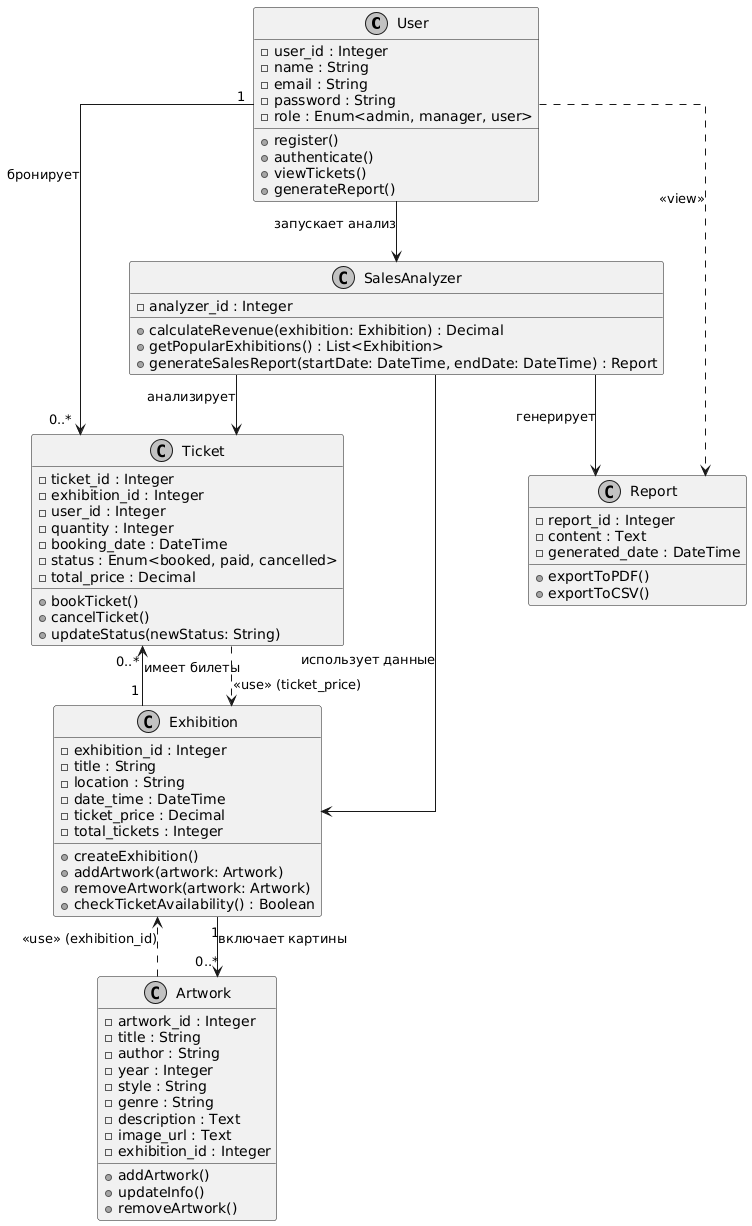 C User
user_id : Integer
name : String
email : String
password : String
role : Enum<admin, manager, user>
register()
authenticate()
viewTickets()
generateReport()
1
бронирует
«view»
запускает анализ
C SalesAnalyzer
analyzer_id : Integer
calculateRevenue(exhibition: Exhibition) : Decimal
getPopularExhibitions() : List<Exhibition>
generateSalesReport(startDate: DateTime, endDate: DateTime) : Report
анализирует
генерирует
0..*
C Ticket
ticket_id : Integer
exhibition_id : Integer
user_id : Integer
quantity : Integer
booking_date : DateTime
status : Enum<booked, paid, cancelled>
total_price : Decimal
bookTicket()
cancelTicket()
updateStatus(newStatus: String)
C Report
report_id : Integer
content : Text
generated_date : DateTime
exportToPDF()
exportToCSV()
0..*
имеет билеты
использует данные
1
«use» (ticket_price)
C Exhibition
exhibition_id : Integer
title : String
location : String
date_time : DateTime
ticket_price : Decimal
total_tickets : Integer
createExhibition()
addArtwork(artwork: Artwork)
removeArtwork(artwork: Artwork)
checkTicketAvailability() : Boolean
«use» (exhibition_id)
1
включает картины
0..*
C Artwork
artwork_id : Integer
title : String
author : String
year : Integer
style : String
genre : String
description : Text
image_url : Text
exhibition_id : Integer
addArtwork()
updateInfo()
removeArtwork()